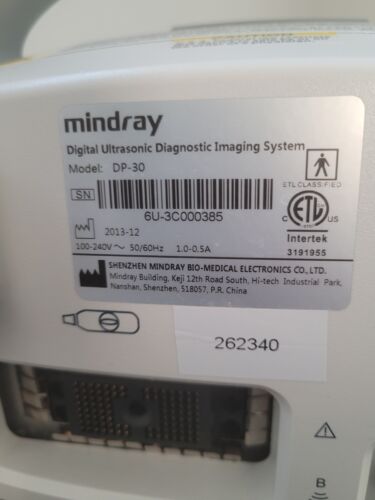 mindray
Digital Ultrasonic Diagnostic Imaging System
Model: DP-30
SN
6U-3C000385
2013-12
100-240V ~ 50/60Hz 1.0-0.5A
ETL CLASSIFIED
C ETL US
Intertek
3191955
SHENZHEN MINDRAY BIO-MEDICAL ELECTRONICS CO., LTD.
Mindray Building, Keji 12th Road South, Hi-tech Industrial Park,
Nanshan, Shenzhen, 518057, P.R. China
262340
B